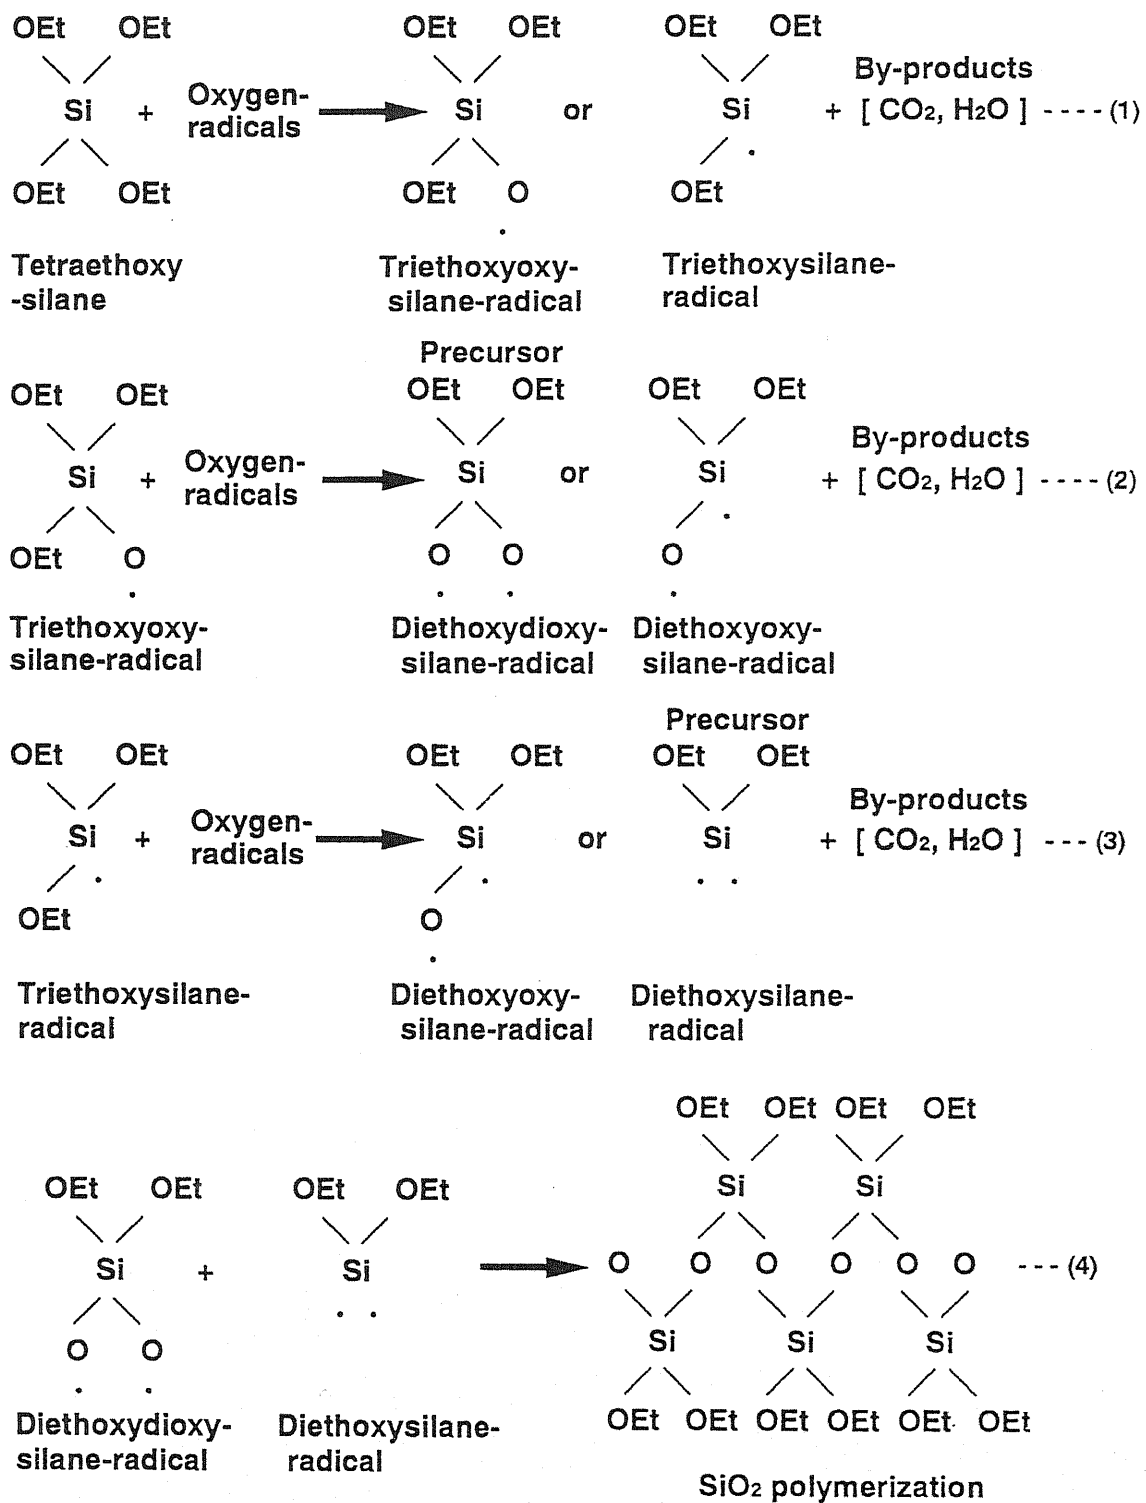 OEt OEt OEt OEt OEt OEt
By-products
Si + Oxygen- Si or Si + [ CO2, H2O ] ---- (1)
radicals
OEt OEt OEt O OEt
Tetraethoxy Triethoxyoxy- Triethoxysilane-
-silane silane-radical radical
Precursor
OEt OEt OEt OEt OEt OEt
By-products
Si + Oxygen- Si or Si + [ CO2, H2O ] ---- (2)
radicals
OEt O O O O
Triethoxyoxy- Diethoxydioxy- Diethoxyoxy-
silane-radical silane-radical silane-radical
Precursor
OEt OEt OEt OEt OEt OEt
By-products
Si + Oxygen- Si or Si + [ CO2, H2O ] --- (3)
radicals
OEt O
Triethoxysilane- Diethoxyoxy- Diethoxysilane-
radical silane-radical radical
OEt OEt OEt OEt
OEt OEt OEt OEt Si Si
Si + Si O O O O O O --- (4)
O O Si Si Si
Diethoxydioxy- Diethoxysilane- OEt OEt OEt OEt OEt OEt
silane-radical radical
SiO2 polymerization